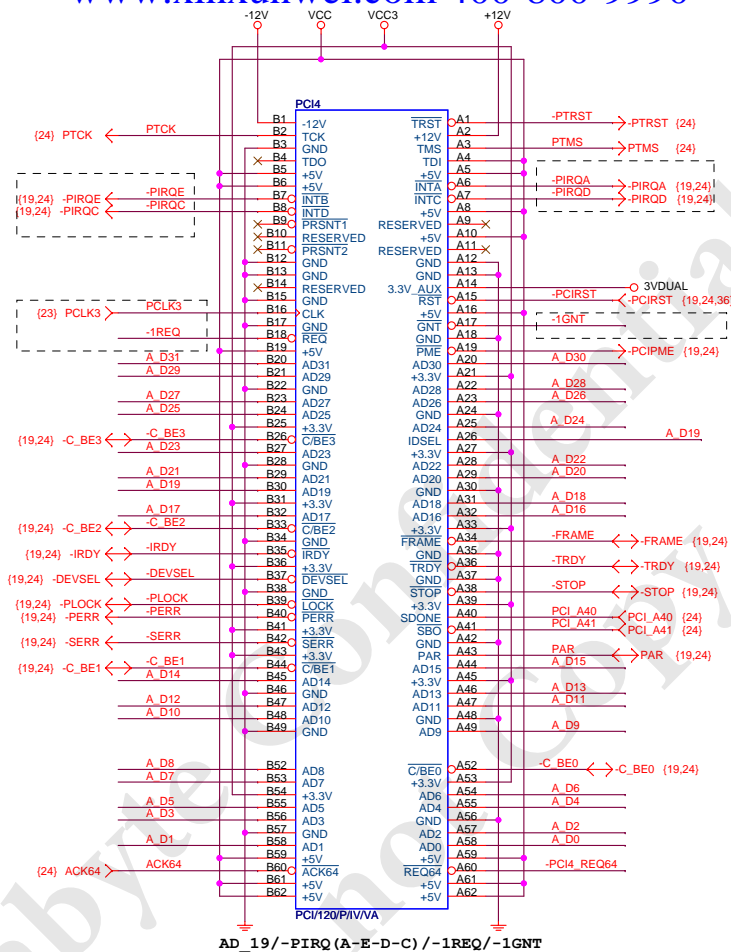 -12V VCC VCC3 +12V
PCI4
B1 -12V TRST A1 -PTRST -PTRST {24}
{24} PTCK PTCK B2 TCK +12V A2
B3 GND TMS A3 PTMS PTMS {24}
B4 TDO TDI A4
B5 +5V +5V A5
B6 +5V INTA A6 -PIRQA -PIRQA {19,24}
{19,24} -PIRQE -PIRQE B7 INTB INTC A7 -PIRQD -PIRQD {19,24}
{19,24} -PIRQC -PIRQC B8 INTD +5V A8
B9 PRSNT1 RESERVED A9
B10 RESERVED +5V A10
B11 PRSNT2 RESERVED A11
B12 GND GND A12
B13 GND GND A13
B14 RESERVED 3.3V_AUX A14 3VDUAL
B15 GND RST A15 -PCIRST -PCIRST {19,24,36}
{23} PCLK3 PCLK3 B16 CLK +5V A16
B17 GND GNT A17 -1GNT
-1REQ B18 REQ GND A18
B19 +5V PME A19 -PCIPME {19,24}
A_D31 B20 AD31 AD30 A20 A_D30
A_D29 B21 AD29 +3.3V A21
B22 GND AD28 A22 A_D28
A_D27 B23 AD27 AD26 A23 A_D26
A_D25 B24 AD25 GND A24
B25 +3.3V AD24 A25 A_D24
{19,24} -C_BE3 -C_BE3 B26 C/BE3 IDSEL A26 A_D19
A_D23 B27 AD23 +3.3V A27
B28 GND AD22 A28 A_D22
A_D21 B29 AD21 AD20 A29 A_D20
A_D19 B30 AD19 GND A30
B31 +3.3V AD18 A31 A_D18
A_D17 B32 AD17 AD16 A32 A_D16
{19,24} -C_BE2 -C_BE2 B33 C/BE2 +3.3V A33
B34 GND FRAME A34 -FRAME -FRAME {19,24}
{19,24} -IRDY -IRDY B35 IRDY GND A35
B36 +3.3V TRDY A36 -TRDY -TRDY {19,24}
{19,24} -DEVSEL -DEVSEL B37 DEVSEL GND A37
B38 GND STOP A38 -STOP -STOP {19,24}
{19,24} -PLOCK -PLOCK B39 LOCK +3.3V A39
{19,24} -PERR -PERR B40 PERR SDONE A40 PCI_A40 PCI_A40 {24}
B41 +3.3V SBO A41 PCI_A41 PCI_A41 {24}
{19,24} -SERR -SERR B42 SERR GND A42
B43 +3.3V PAR A43 PAR PAR {19,24}
{19,24} -C_BE1 -C_BE1 B44 C/BE1 AD15 A44 A_D15
A_D14 B45 AD14 +3.3V A45
B46 GND AD13 A46 A_D13
A_D12 B47 AD12 AD11 A47 A_D11
A_D10 B48 AD10 GND A48
B49 GND AD9 A49 A_D9
A_D8 B52 AD8 C/BE0 A52 -C_BE0 -C_BE0 {19,24}
A_D7 B53 AD7 +3.3V A53
B54 +3.3V AD6 A54 A_D6
A_D5 B55 AD5 AD4 A55 A_D4
A_D3 B56 AD3 GND A56
B57 GND AD2 A57 A_D2
A_D1 B58 AD1 AD0 A58 A_D0
B59 +5V +5V A59
{24} ACK64 ACK64 B60 ACK64 REQ64 A60 -PCI4_REQ64
B61 +5V +5V A61
B62 +5V +5V A62
PCI/120/P/IV/VA
AD_19/-PIRQ(A-E-D-C)/-1REQ/-1GNT